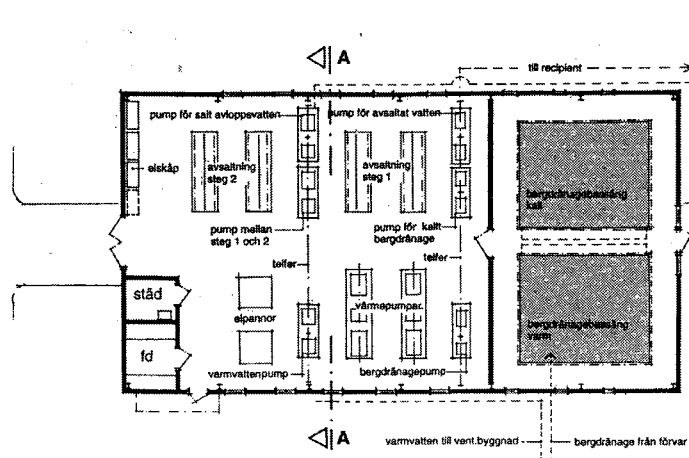 A
till recipient
pump för salt avloppsvatten
pump för avsaltat vatten
elskåp
avsaltning
steg 2
avsaltning
steg 1
bergdränagebassäng
kall
pump mellan
steg 1 och 2
pump för kallt
bergdränage
telfer
telfer
städ
elpannor
värmepumpar
bergdränagebassäng
varm
fd
varmvattenpump
bergdränagepump
A
varmvatten till vent.byggnad
bergdränage från förvar